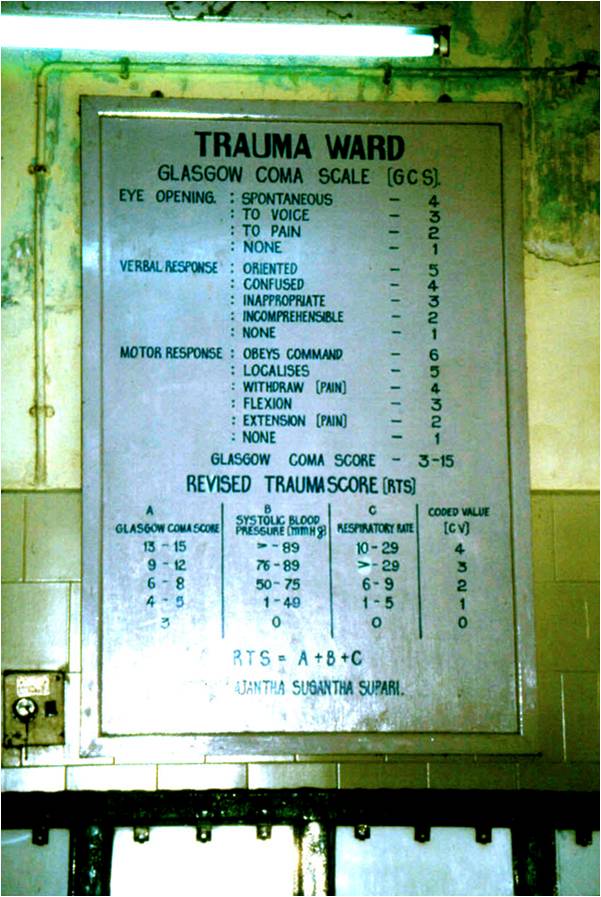 TRAUMA WARD
GLASGOW COMA SCALE (GCS).
EYE OPENING. : SPONTANEOUS – 4
: TO VOICE – 3
: TO PAIN – 2
: NONE – 1
VERBAL RESPONSE : ORIENTED – 5
: CONFUSED – 4
: INAPPROPRIATE – 3
: INCOMPREHENSIBLE – 2
: NONE – 1
MOTOR RESPONSE : OBEYS COMMAND – 6
: LOCALISES – 5
: WITHDRAW (PAIN) – 4
: FLEXION – 3
: EXTENSION (PAIN) – 2
: NONE – 1
GLASGOW COMA SCORE – 3-15
REVISED TRAUMA SCORE (RTS)
A B C CODED VALUE
GLASGOW COMA SCORE SYSTOLIC BLOOD PRESSURE (mmHg) RESPIRATORY RATE (CV)
13 - 15 > - 89 10 - 29 4
9 - 12 76 - 89 > - 29 3
6 - 8 50 - 75 6 - 9 2
4 - 5 1 - 49 1 - 5 1
3 0 0 0
RTS = A + B + C
AJANTHA SUGANTHA SUPARI.